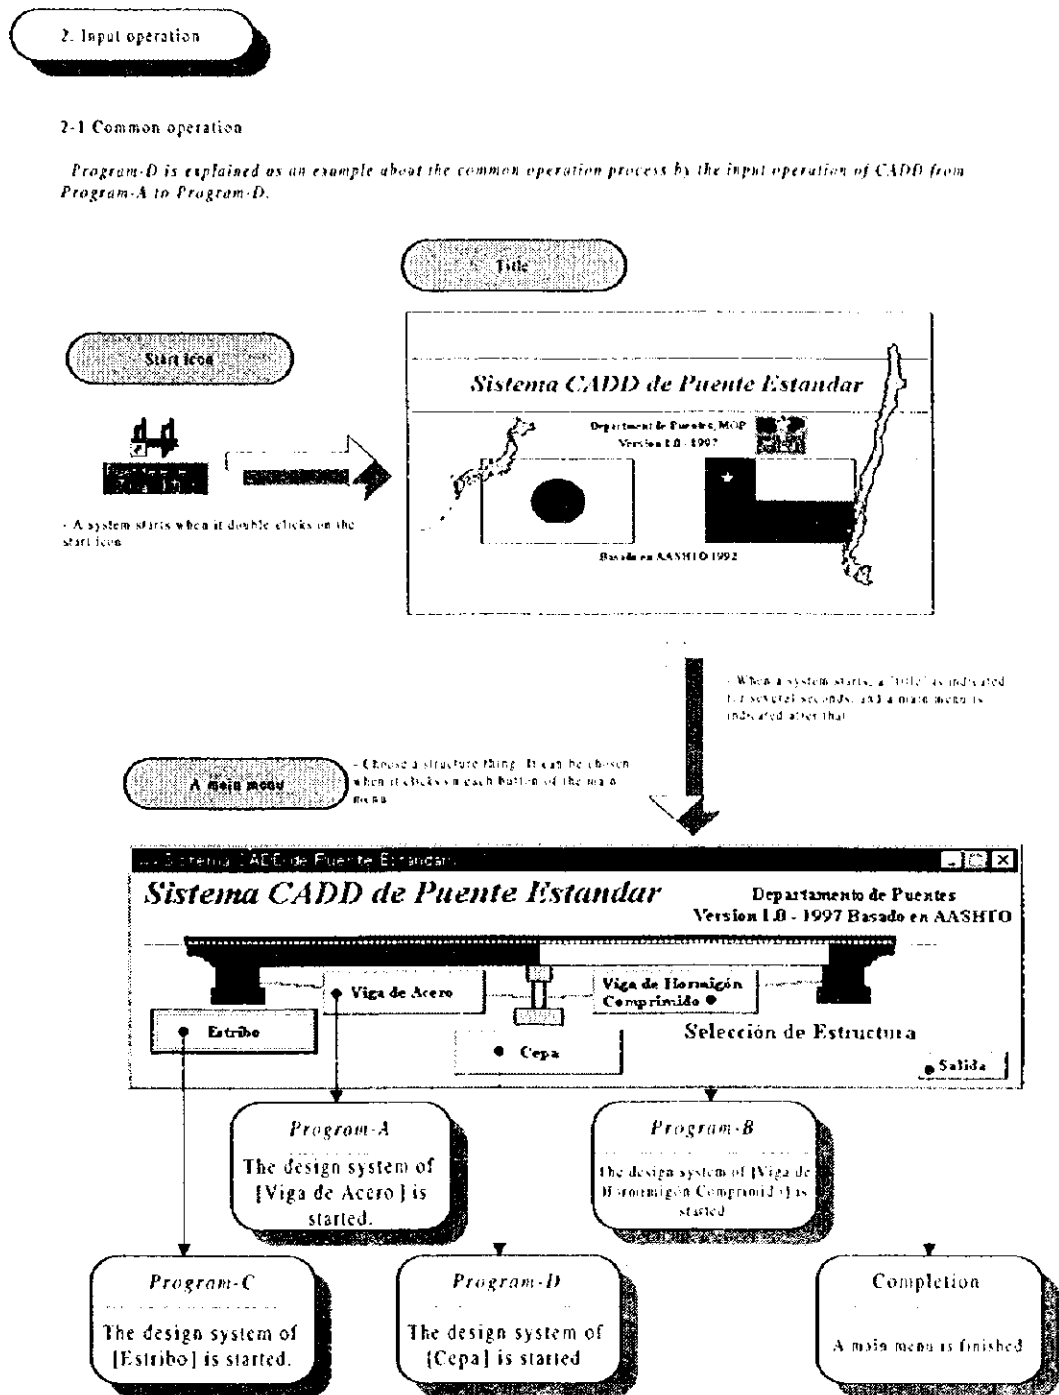 2. Input operation
2-1 Common operation
Program-D is explained as an example about the common operation process by the input operation of CADD from
Program-A to Program-D.
Title
Start icon
Sistema CADD de Puente Estandar
Department de Puentes, MOP
Version 1.0 - 1997
Basado en AASHTO 1992
- A system starts when it double clicks on the
start icon
- When a system starts, a "title" is indicated
for several seconds, and a main menu is
indicated after that
A main menu
- Choose a structure thing. It can be chosen
when it clicks on each button of the main
menu
Sistema CADD de Puente Estandar
Sistema CADD de Puente Estandar
Departamento de Puentes
Version 1.0 - 1997 Basado en AASHTO
Viga de Acero
Viga de Hormigón
Comprimido
Estribo
Cepa
Selección de Estructura
Salida
Program-A
The design system of
[Viga de Acero] is
started.
Program-B
The design system of [Viga de
Comprimido] is
started
Program-C
The design system of
[Estribo] is started.
Program-D
The design system of
[Cepa] is started
Completion
A main menu is finished